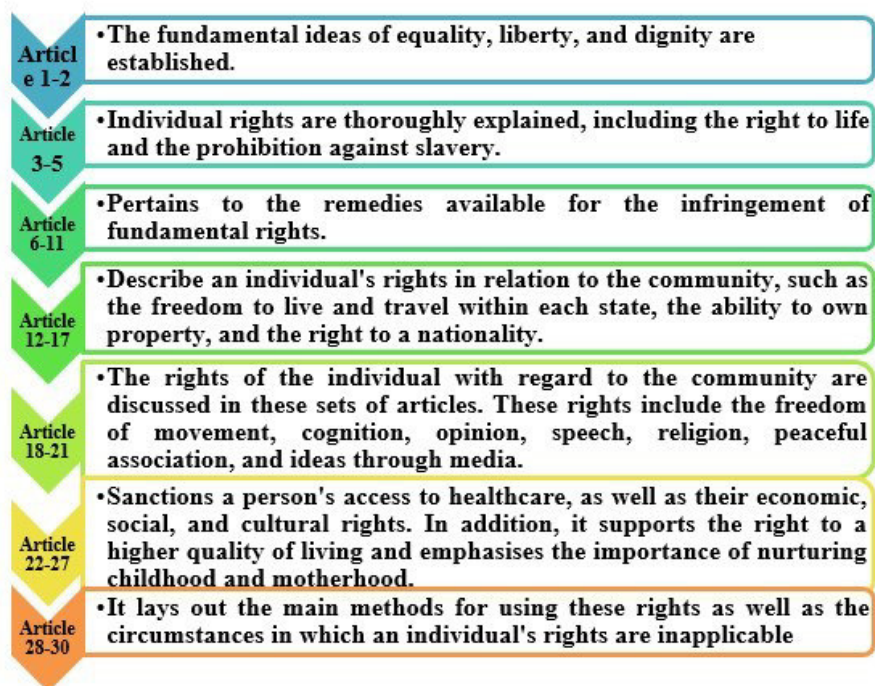 Articl
e 1-2
•The fundamental ideas of equality, liberty, and dignity are
established.
Article
3-5
•Individual rights are thoroughly explained, including the right to life
and the prohibition against slavery.
Article
6-11
•Pertains to the remedies available for the infringement of
fundamental rights.
Article
12-17
•Describe an individual's rights in relation to the community, such as
the freedom to live and travel within each state, the ability to own
property, and the right to a nationality.
Article
18-21
•The rights of the individual with regard to the community are
discussed in these sets of articles. These rights include the freedom
of movement, cognition, opinion, speech, religion, peaceful
association, and ideas through media.
Article
22-27
•Sanctions a person's access to healthcare, as well as their economic,
social, and cultural rights. In addition, it supports the right to a
higher quality of living and emphasises the importance of nurturing
childhood and motherhood.
Article
28-30
•It lays out the main methods for using these rights as well as the
circumstances in which an individual's rights are inapplicable